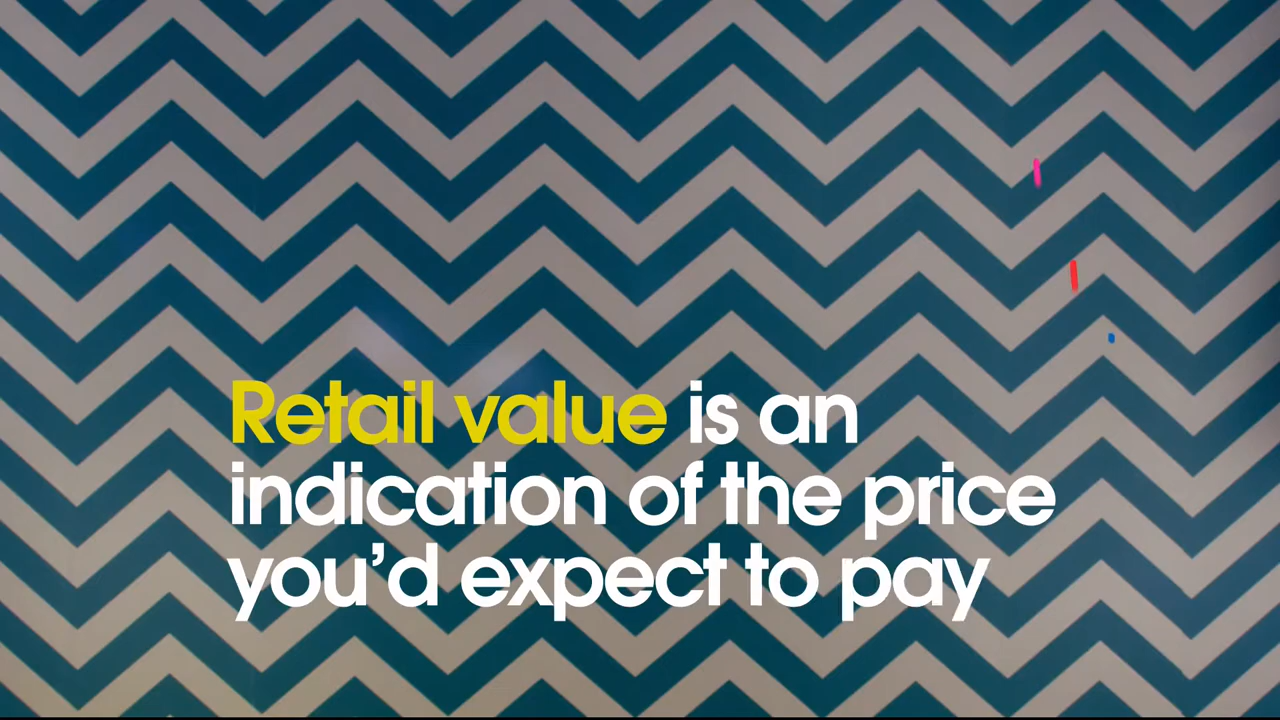 Retail value is an
indication of the price
you’d expect to pay